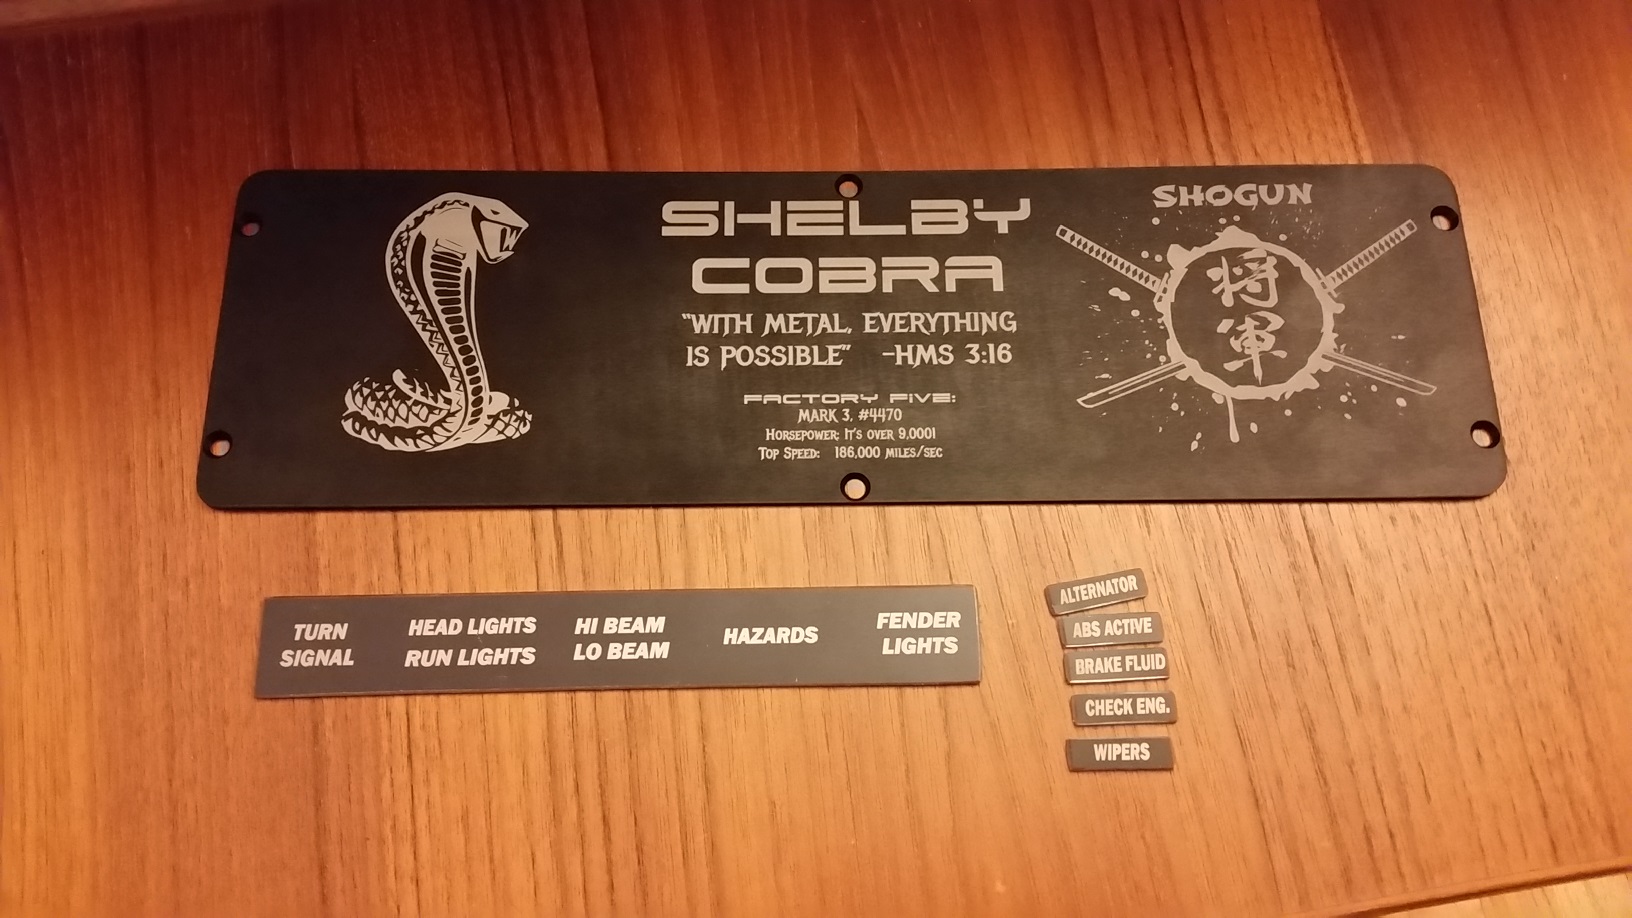 SHELBY
COBRA
"WITH METAL, EVERYTHING
IS POSSIBLE" -HMS 3:16
FACTORY FIVE:
MARK 3, #4470
HORSEPOWER: IT'S OVER 9,000!
TOP SPEED: 186,000 MILES/SEC
SHOGUN
将
軍
TURN
SIGNAL
HEAD LIGHTS
RUN LIGHTS
HI BEAM
LO BEAM
HAZARDS
FENDER
LIGHTS
ALTERNATOR
ABS ACTIVE
BRAKE FLUID
CHECK ENG.
WIPERS